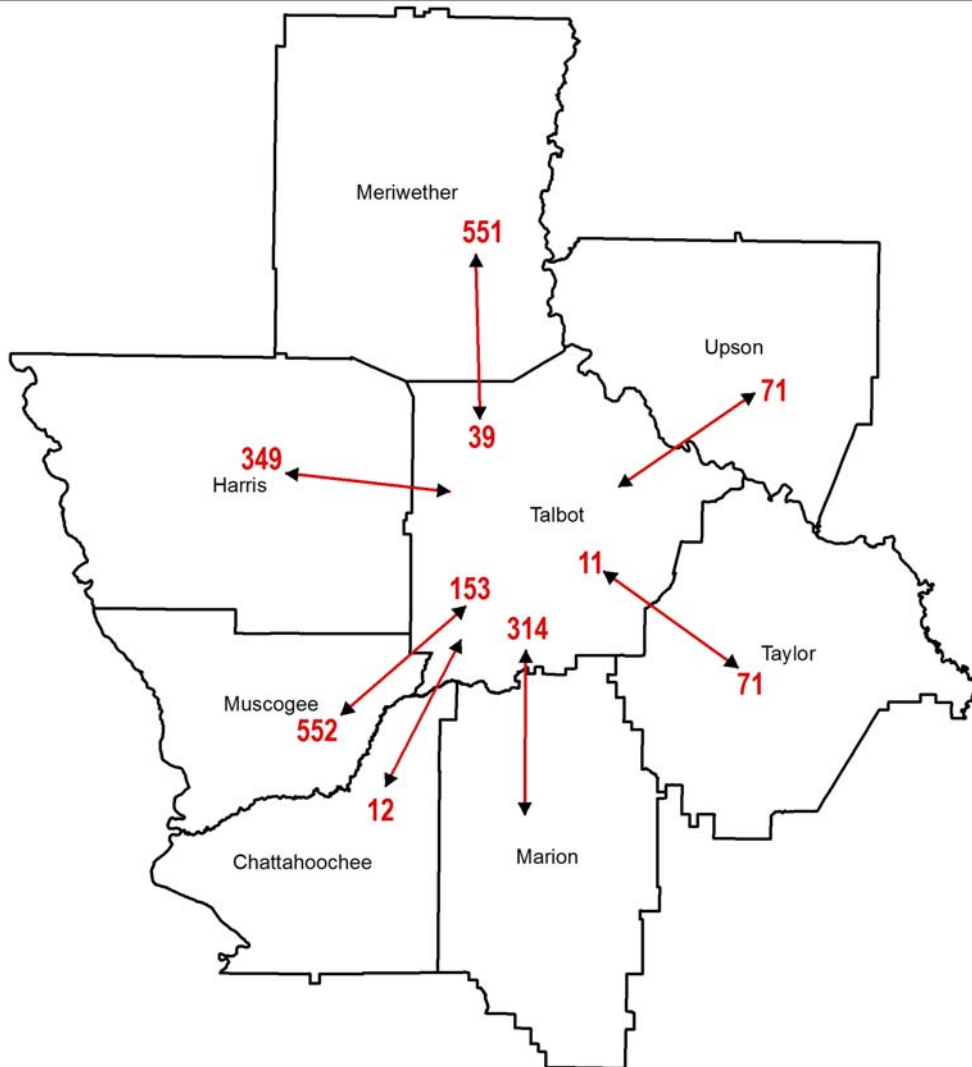 Meriwether
551
Upson
71
39
349
Harris
Talbot
11
153
314
Taylor
71
Muscogee
552
12
Chattahoochee
Marion